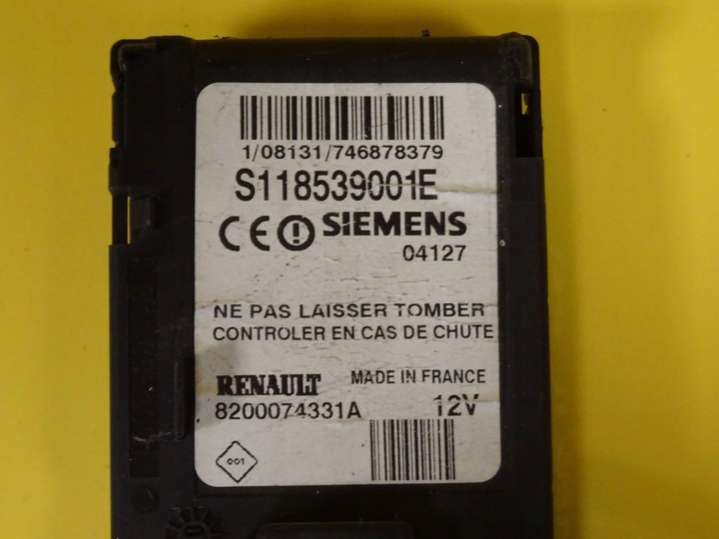 1/08131/746878379
S118539001E
CE SIEMENS
04127
NE PAS LAISSER TOMBER
CONTROLER EN CAS DE CHUTE
RENAULT MADE IN FRANCE
8200074331A 12V
001